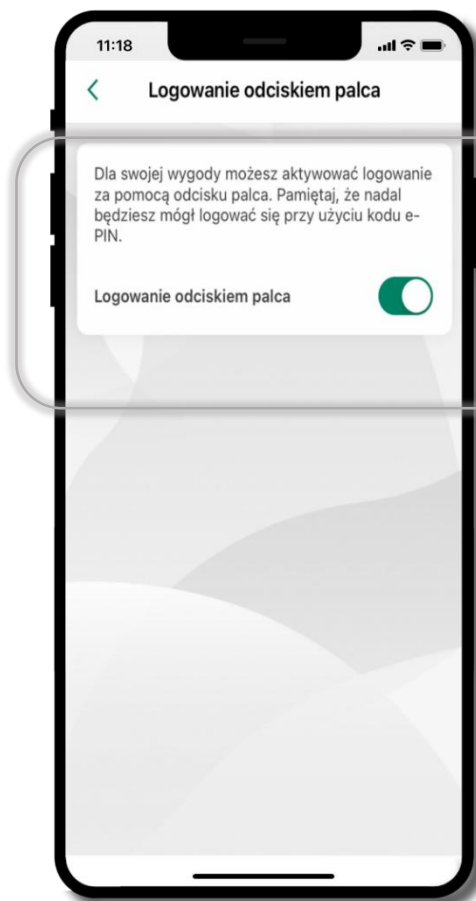 11:18
Logowanie odciskiem palca
Dla swojej wygody możesz aktywować logowanie
za pomocą odcisku palca. Pamiętaj, że nadal
będziesz mógł logować się przy użyciu kodu e-
PIN.
Logowanie odciskiem palca